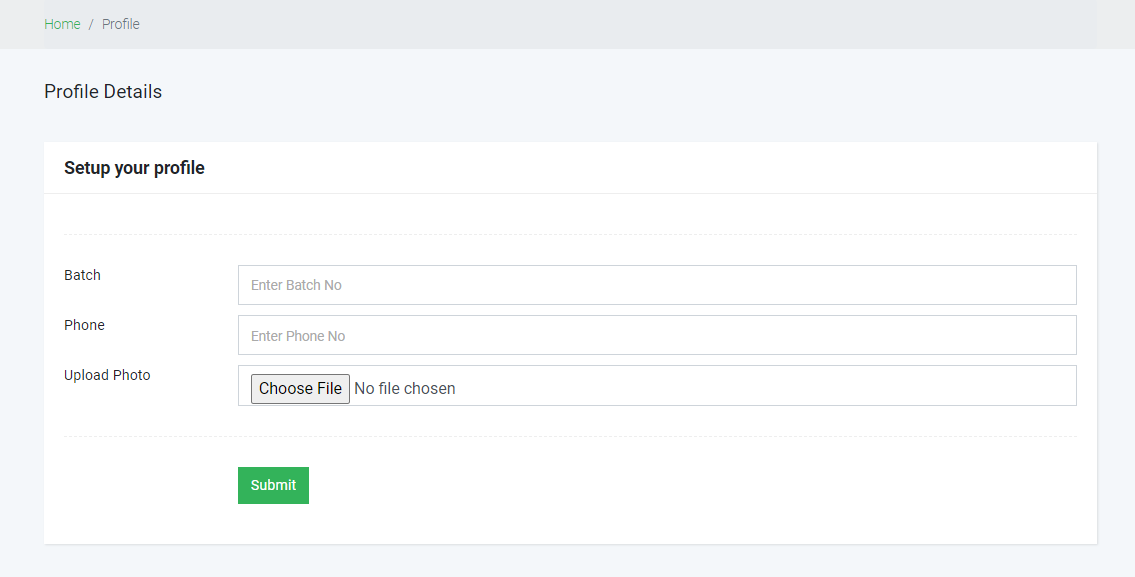 Home / Profile
Profile Details
Setup your profile
Batch
Enter Batch No
Phone
Enter Phone No
Upload Photo
Choose File No file chosen
Submit